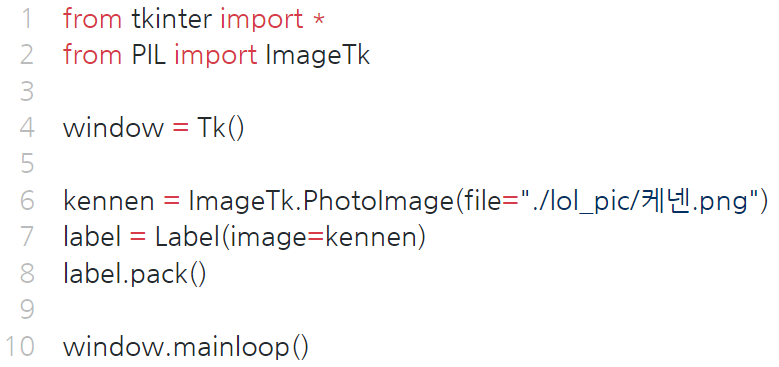 1 from tkinter import *
2 from PIL import ImageTk
3
4 window = Tk()
5
6 kennen = ImageTk.PhotoImage(file="./lol_pic/케넨.png")
7 label = Label(image=kennen)
8 label.pack()
9
10 window.mainloop()